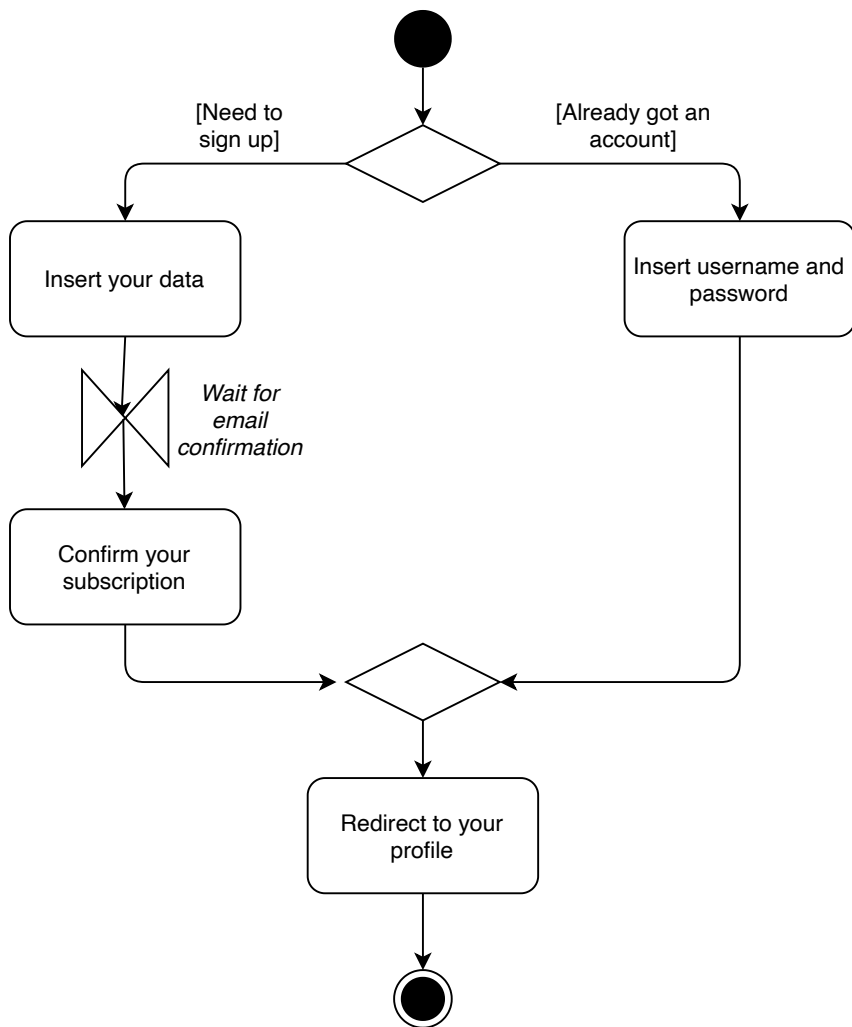 [Need to
sign up]
[Already got an
account]
Insert your data
Insert username and
password
Wait for
email
confirmation
Confirm your
subscription
Redirect to your
profile